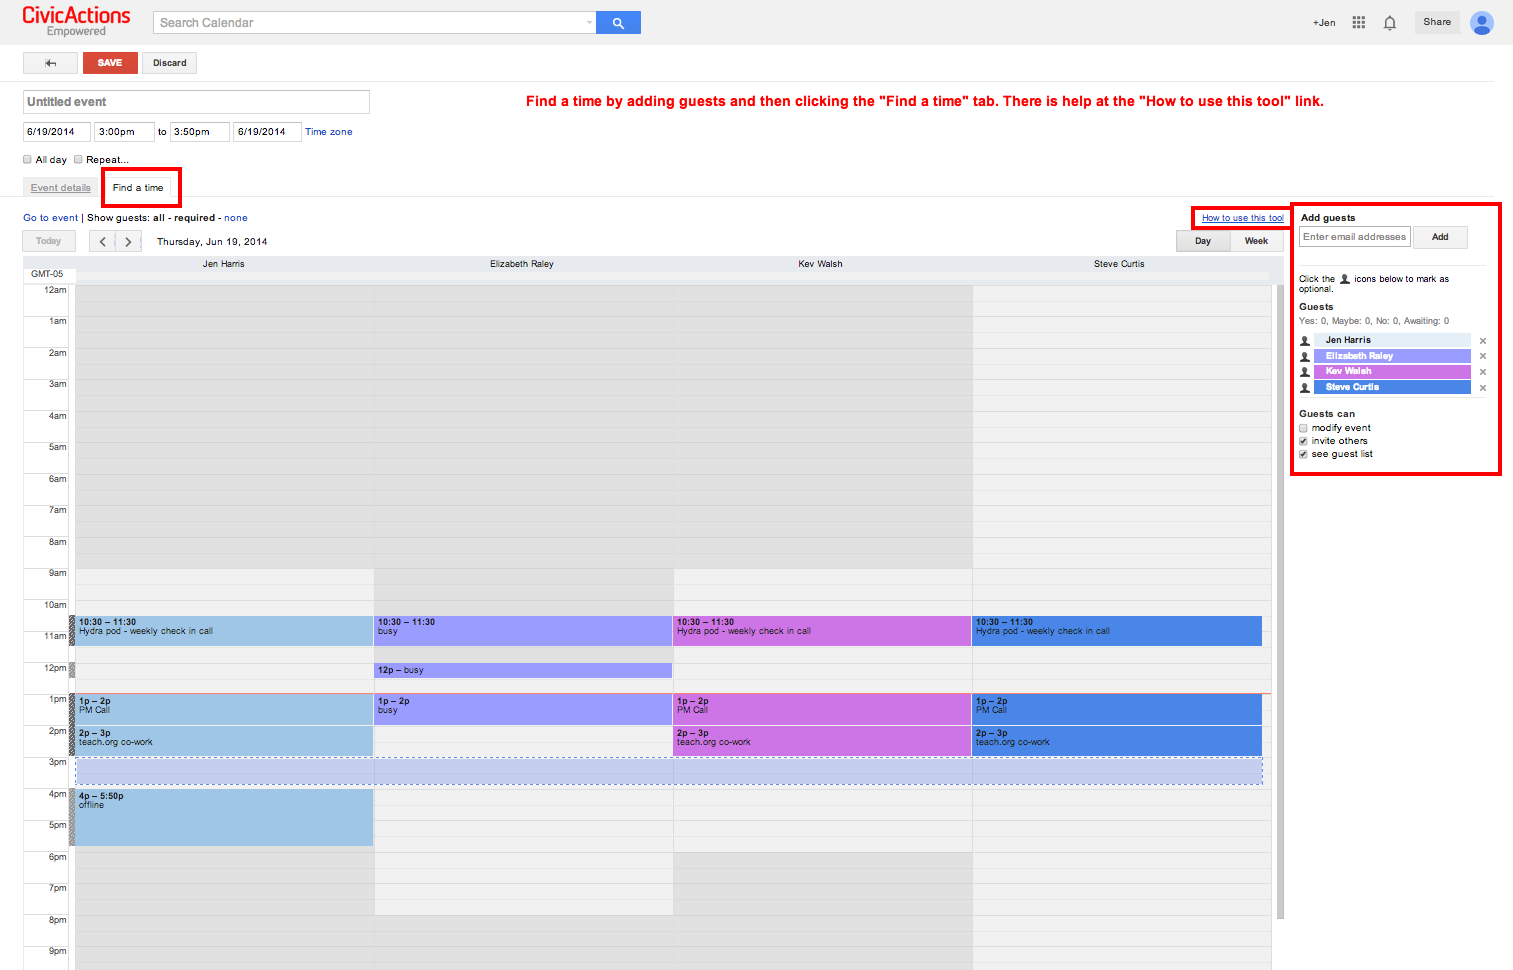 CivicActions
Empowered
Search Calendar
+Jen
Share
SAVE
Discard
Untitled event
Find a time by adding guests and then clicking the "Find a time" tab. There is help at the "How to use this tool" link.
6/19/2014 3:00pm to 3:50pm 6/19/2014 Time zone
All day Repeat...
Event details Find a time
Go to event | Show guests: all - required - none
How to use this tool
Today
Thursday, Jun 19, 2014
Day Week
Jen Harris Elizabeth Raley Kev Walsh Steve Curtis
GMT-05
12am
1am
2am
3am
4am
5am
6am
7am
8am
9am
10am
10:30 – 11:30 10:30 – 11:30 10:30 – 11:30 10:30 – 11:30
Hydra pod - weekly check in call busy Hydra pod - weekly check in call Hydra pod - weekly check in call
11am
12pm
12p – busy
1pm
1p – 2p 1p – 2p 1p – 2p 1p – 2p
PM Call busy PM Call PM Call
2pm
2p – 3p 2p – 3p 2p – 3p
teach.org co-work teach.org co-work teach.org co-work
3pm
4pm
4p – 5:50p
offline
5pm
6pm
7pm
8pm
9pm
Add guests
Enter email addresses Add
Click the icons below to mark as
optional.
Guests
Yes: 0, Maybe: 0, No: 0, Awaiting: 0
Jen Harris
Elizabeth Raley
Kev Walsh
Steve Curtis
Guests can
modify event
invite others
see guest list